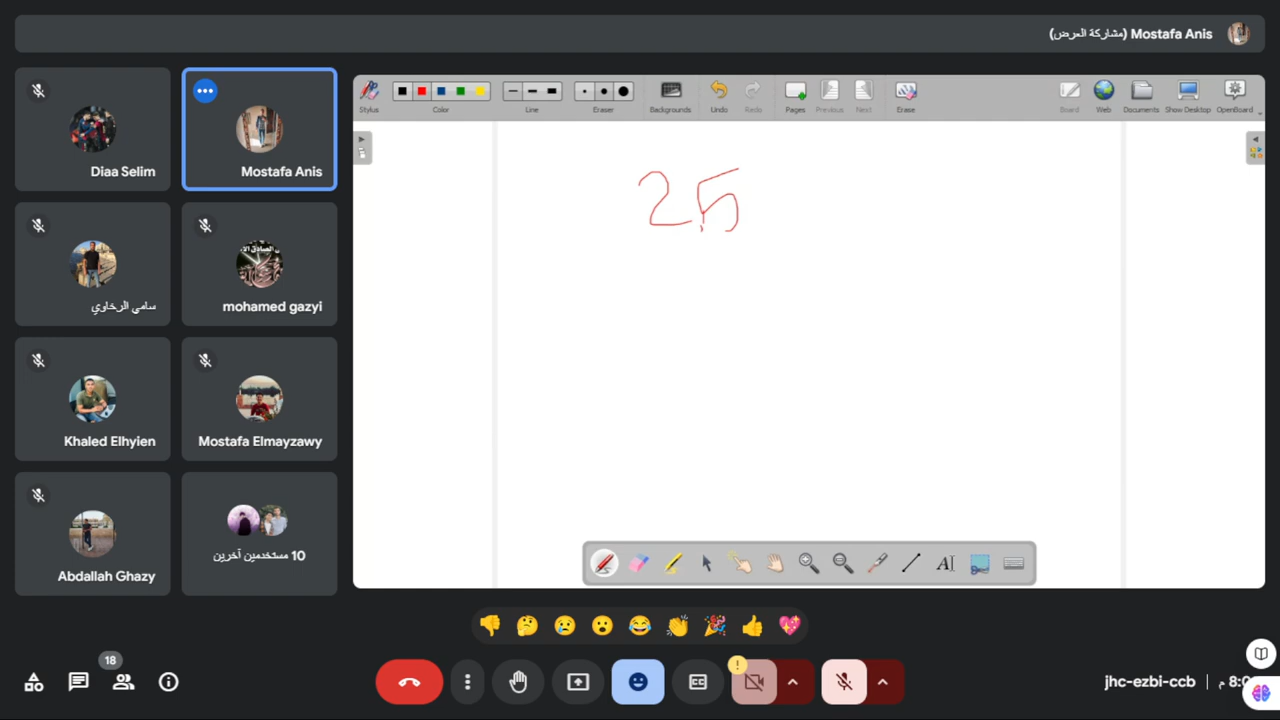 Mostafa Anis (مشاركة العرض)
Diaa Selim
Mostafa Anis
سامي الرخاوي
mohamed gazyi
Khaled Elhyien
Mostafa Elmayzawy
Abdallah Ghazy
10 مستخدمين آخرين
Stylus
Color
Line
Eraser
Backgrounds
Undo
Redo
Pages
Previous
Next
Erase
Board
Web
Documents
Show Desktop
OpenBoard
2.5
18
jhc-ezbi-ccb